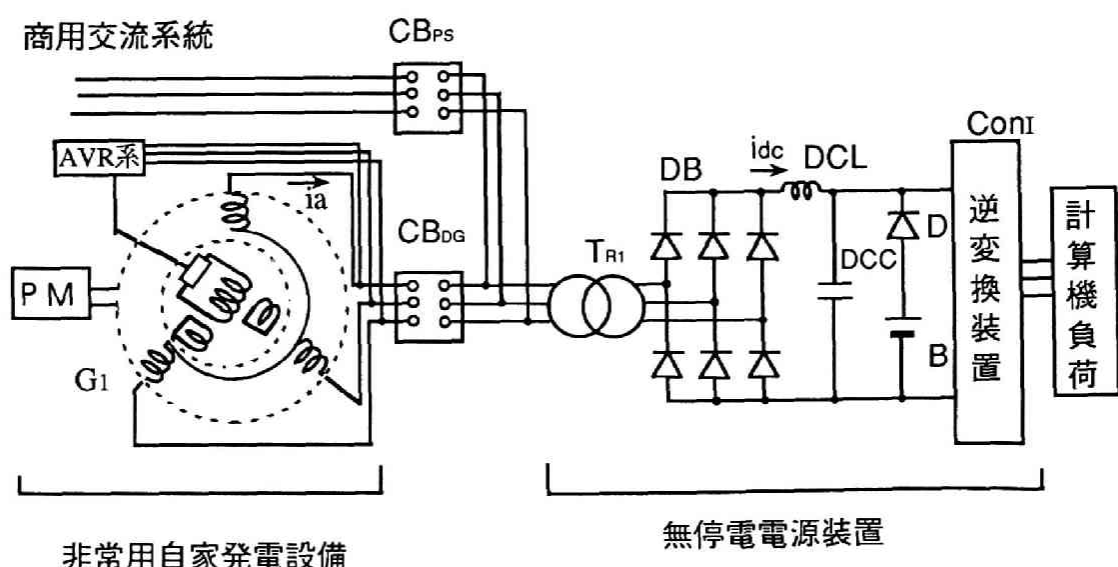 商用交流系統
CBPS
AVR系
ia
PM
G1
CBDG
TR1
DB
idc
DCL
DCC
D
B
ConI
逆変換装置
計算機負荷
非常用自家発電設備
無停電電源装置